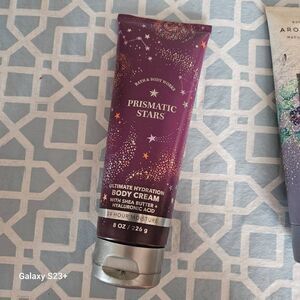 BATH & BODY WORKS
PRISMATIC
STARS
ULTIMATE HYDRATION
BODY CREAM
WITH SHEA BUTTER +
HYALURONIC ACID
24 HOUR MOISTURE
8 OZ / 226 g
ARO
Galaxy S23+